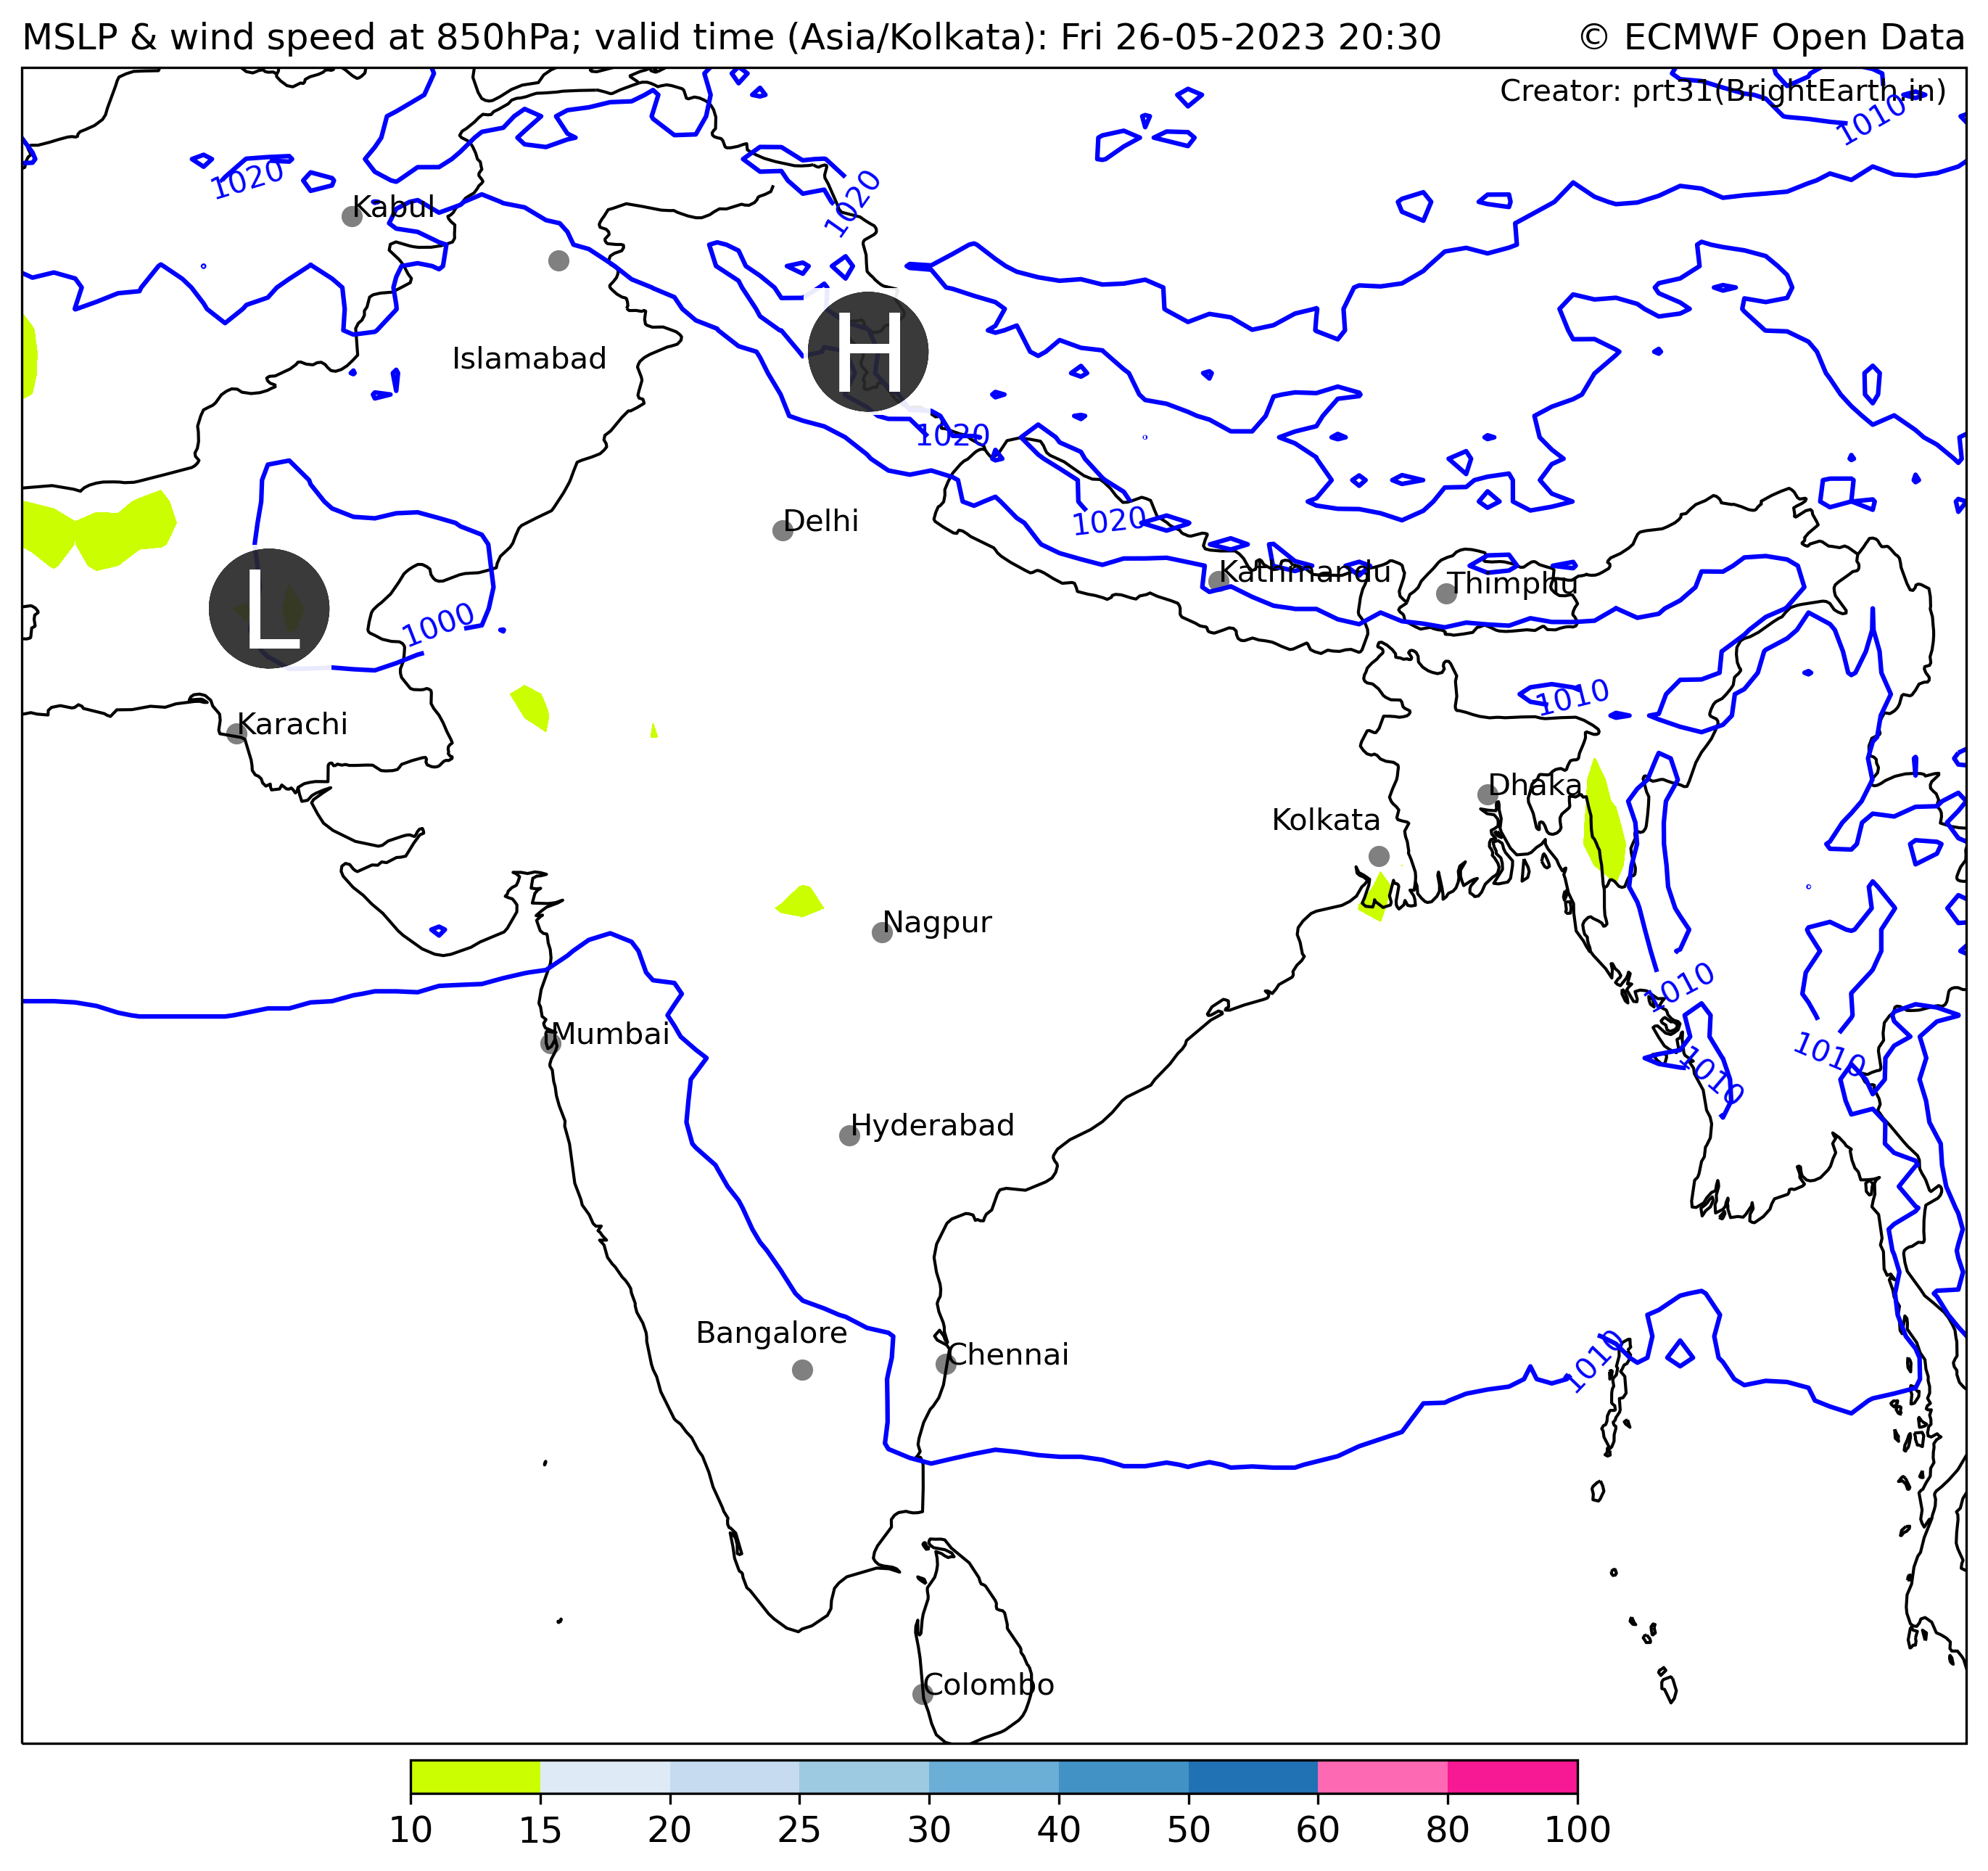 MSLP & wind speed at 850hPa; valid time (Asia/Kolkata): Fri 26-05-2023 20:30
© ECMWF Open Data
Creator: prt31(BrightEarth.in)
1010
1020
1020
Kabul
H
Islamabad
1020
Delhi
1020
Kathmandu
Thimphu
L
1000
1010
Karachi
Dhaka
Kolkata
Nagpur
1010
Mumbai
1010
1010
Hyderabad
Bangalore
Chennai
1010
Colombo
10 15 20 25 30 40 50 60 80 100